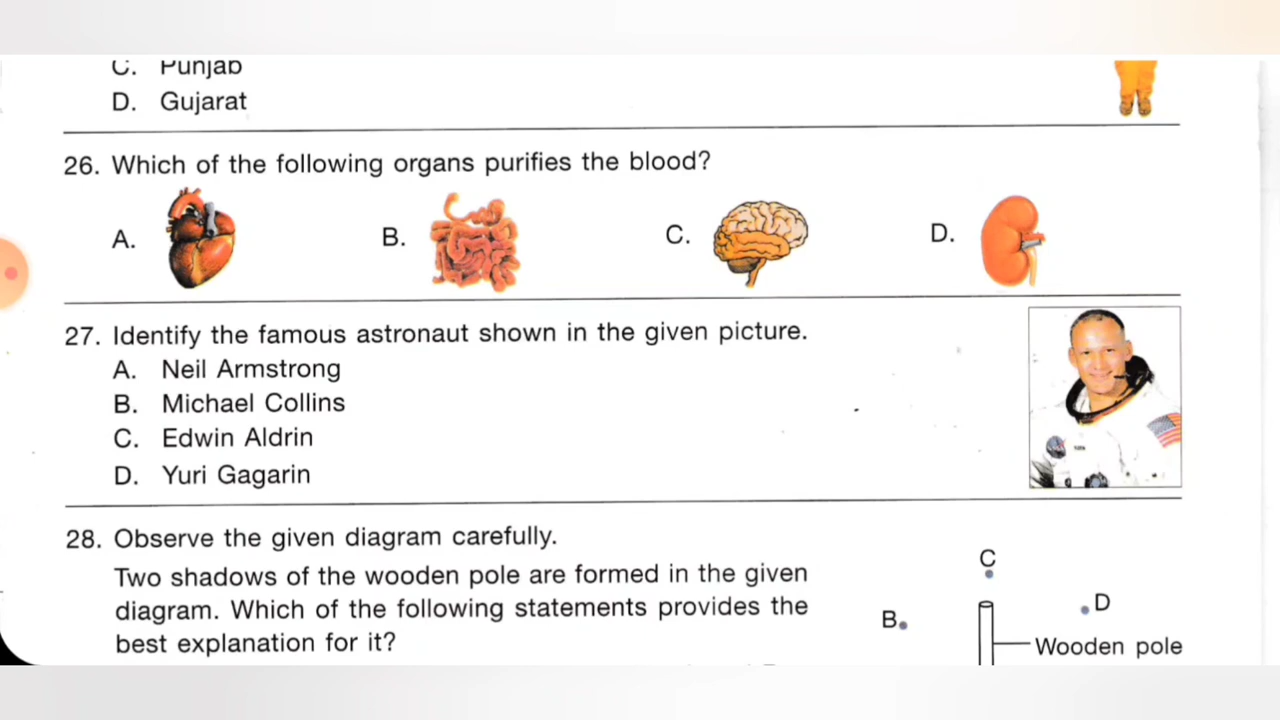 C. Punjab
D. Gujarat
26. Which of the following organs purifies the blood?
A. B. C. D.
27. Identify the famous astronaut shown in the given picture.
A. Neil Armstrong
B. Michael Collins
C. Edwin Aldrin
D. Yuri Gagarin
28. Observe the given diagram carefully.
Two shadows of the wooden pole are formed in the given
diagram. Which of the following statements provides the
best explanation for it?
C
B. D
Wooden pole